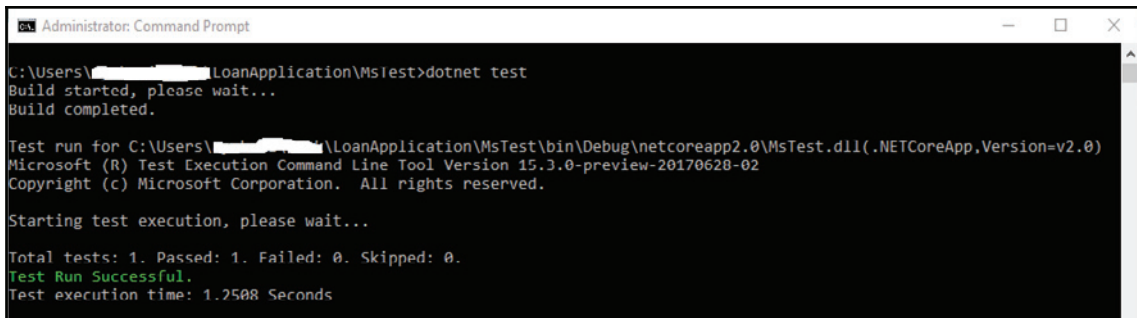 Administrator: Command Prompt
C:\Users\ \LoanApplication\MsTest>dotnet test
Build started, please wait...
Build completed.
Test run for C:\Users\ \LoanApplication\MsTest\bin\Debug\netcoreapp2.0\MsTest.dll(.NETCoreApp,Version=v2.0)
Microsoft (R) Test Execution Command Line Tool Version 15.3.0-preview-20170628-02
Copyright (c) Microsoft Corporation.  All rights reserved.
Starting test execution, please wait...
Total tests: 1. Passed: 1. Failed: 0. Skipped: 0.
Test Run Successful.
Test execution time: 1.2508 Seconds